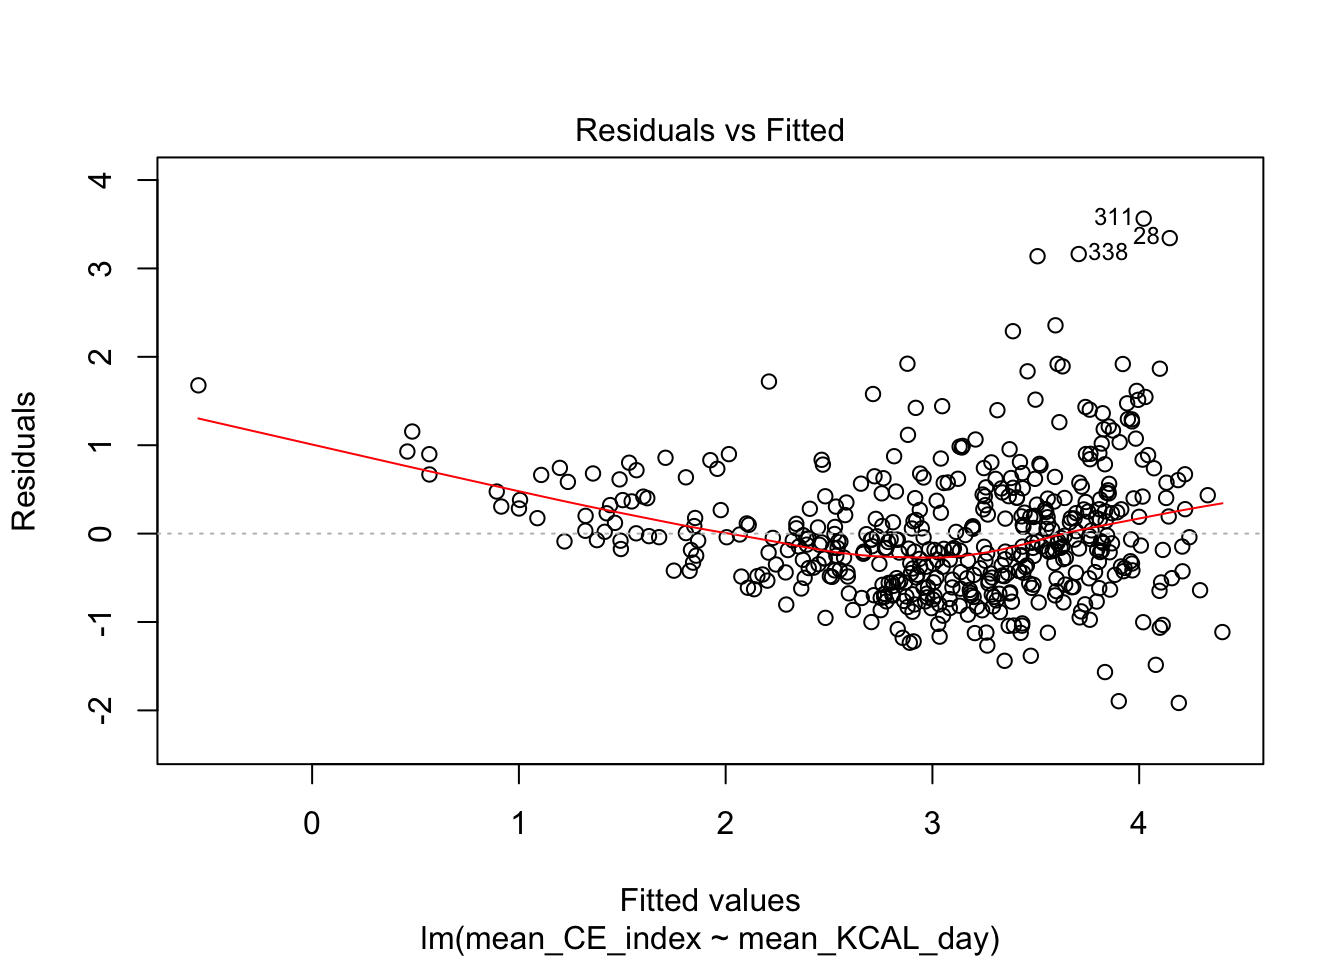 Residuals vs Fitted
Residuals
4
3
2
1
0
-1
-2
311
28
338
0 1 2 3 4
Fitted values
lm(mean_CE_index ~ mean_KCAL_day)